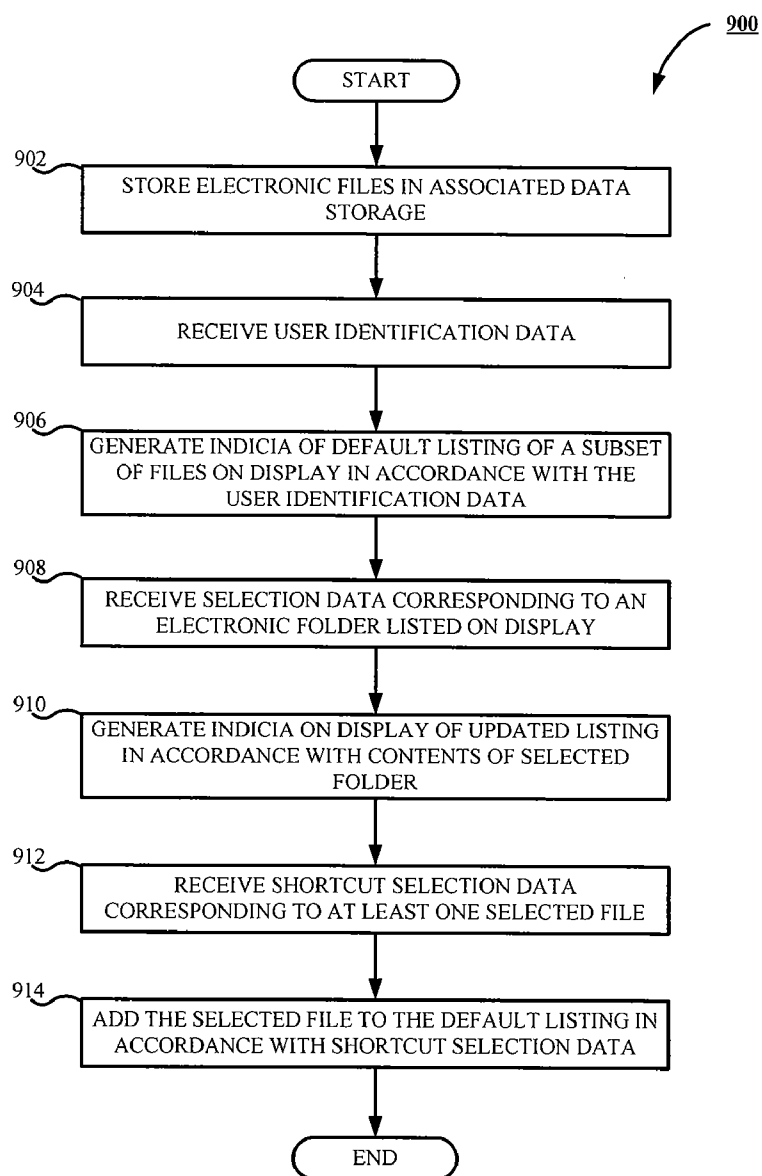 900
START
902
STORE ELECTRONIC FILES IN ASSOCIATED DATA
STORAGE
904
RECEIVE USER IDENTIFICATION DATA
906
GENERATE INDICIA OF DEFAULT LISTING OF A SUBSET
OF FILES ON DISPLAY IN ACCORDANCE WITH THE
USER IDENTIFICATION DATA
908
RECEIVE SELECTION DATA CORRESPONDING TO AN
ELECTRONIC FOLDER LISTED ON DISPLAY
910
GENERATE INDICIA ON DISPLAY OF UPDATED LISTING
IN ACCORDANCE WITH CONTENTS OF SELECTED
FOLDER
912
RECEIVE SHORTCUT SELECTION DATA
CORRESPONDING TO AT LEAST ONE SELECTED FILE
914
ADD THE SELECTED FILE TO THE DEFAULT LISTING IN
ACCORDANCE WITH SHORTCUT SELECTION DATA
END